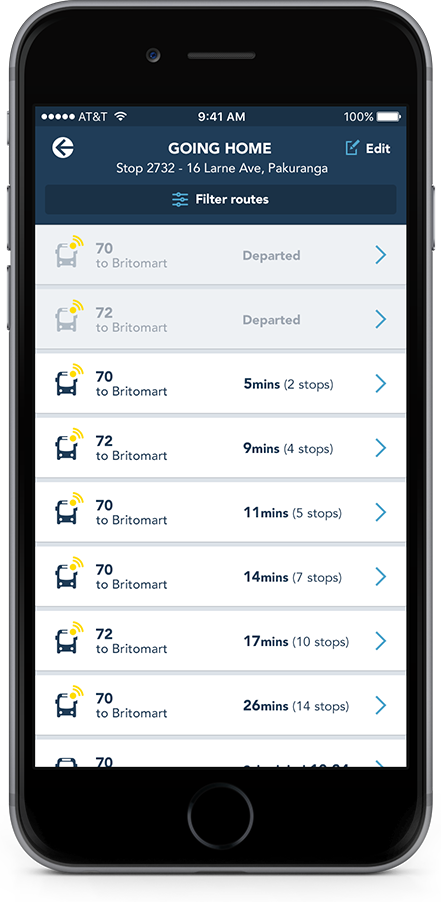 AT&T 9:41 AM 100%
GOING HOME Edit
Stop 2732 - 16 Larne Ave, Pakuranga
Filter routes
70
to Britomart Departed
72
to Britomart Departed
70
to Britomart 5mins (2 stops)
72
to Britomart 9mins (4 stops)
70
to Britomart 11mins (5 stops)
70
to Britomart 14mins (7 stops)
72
to Britomart 17mins (10 stops)
70
to Britomart 26mins (14 stops)
70